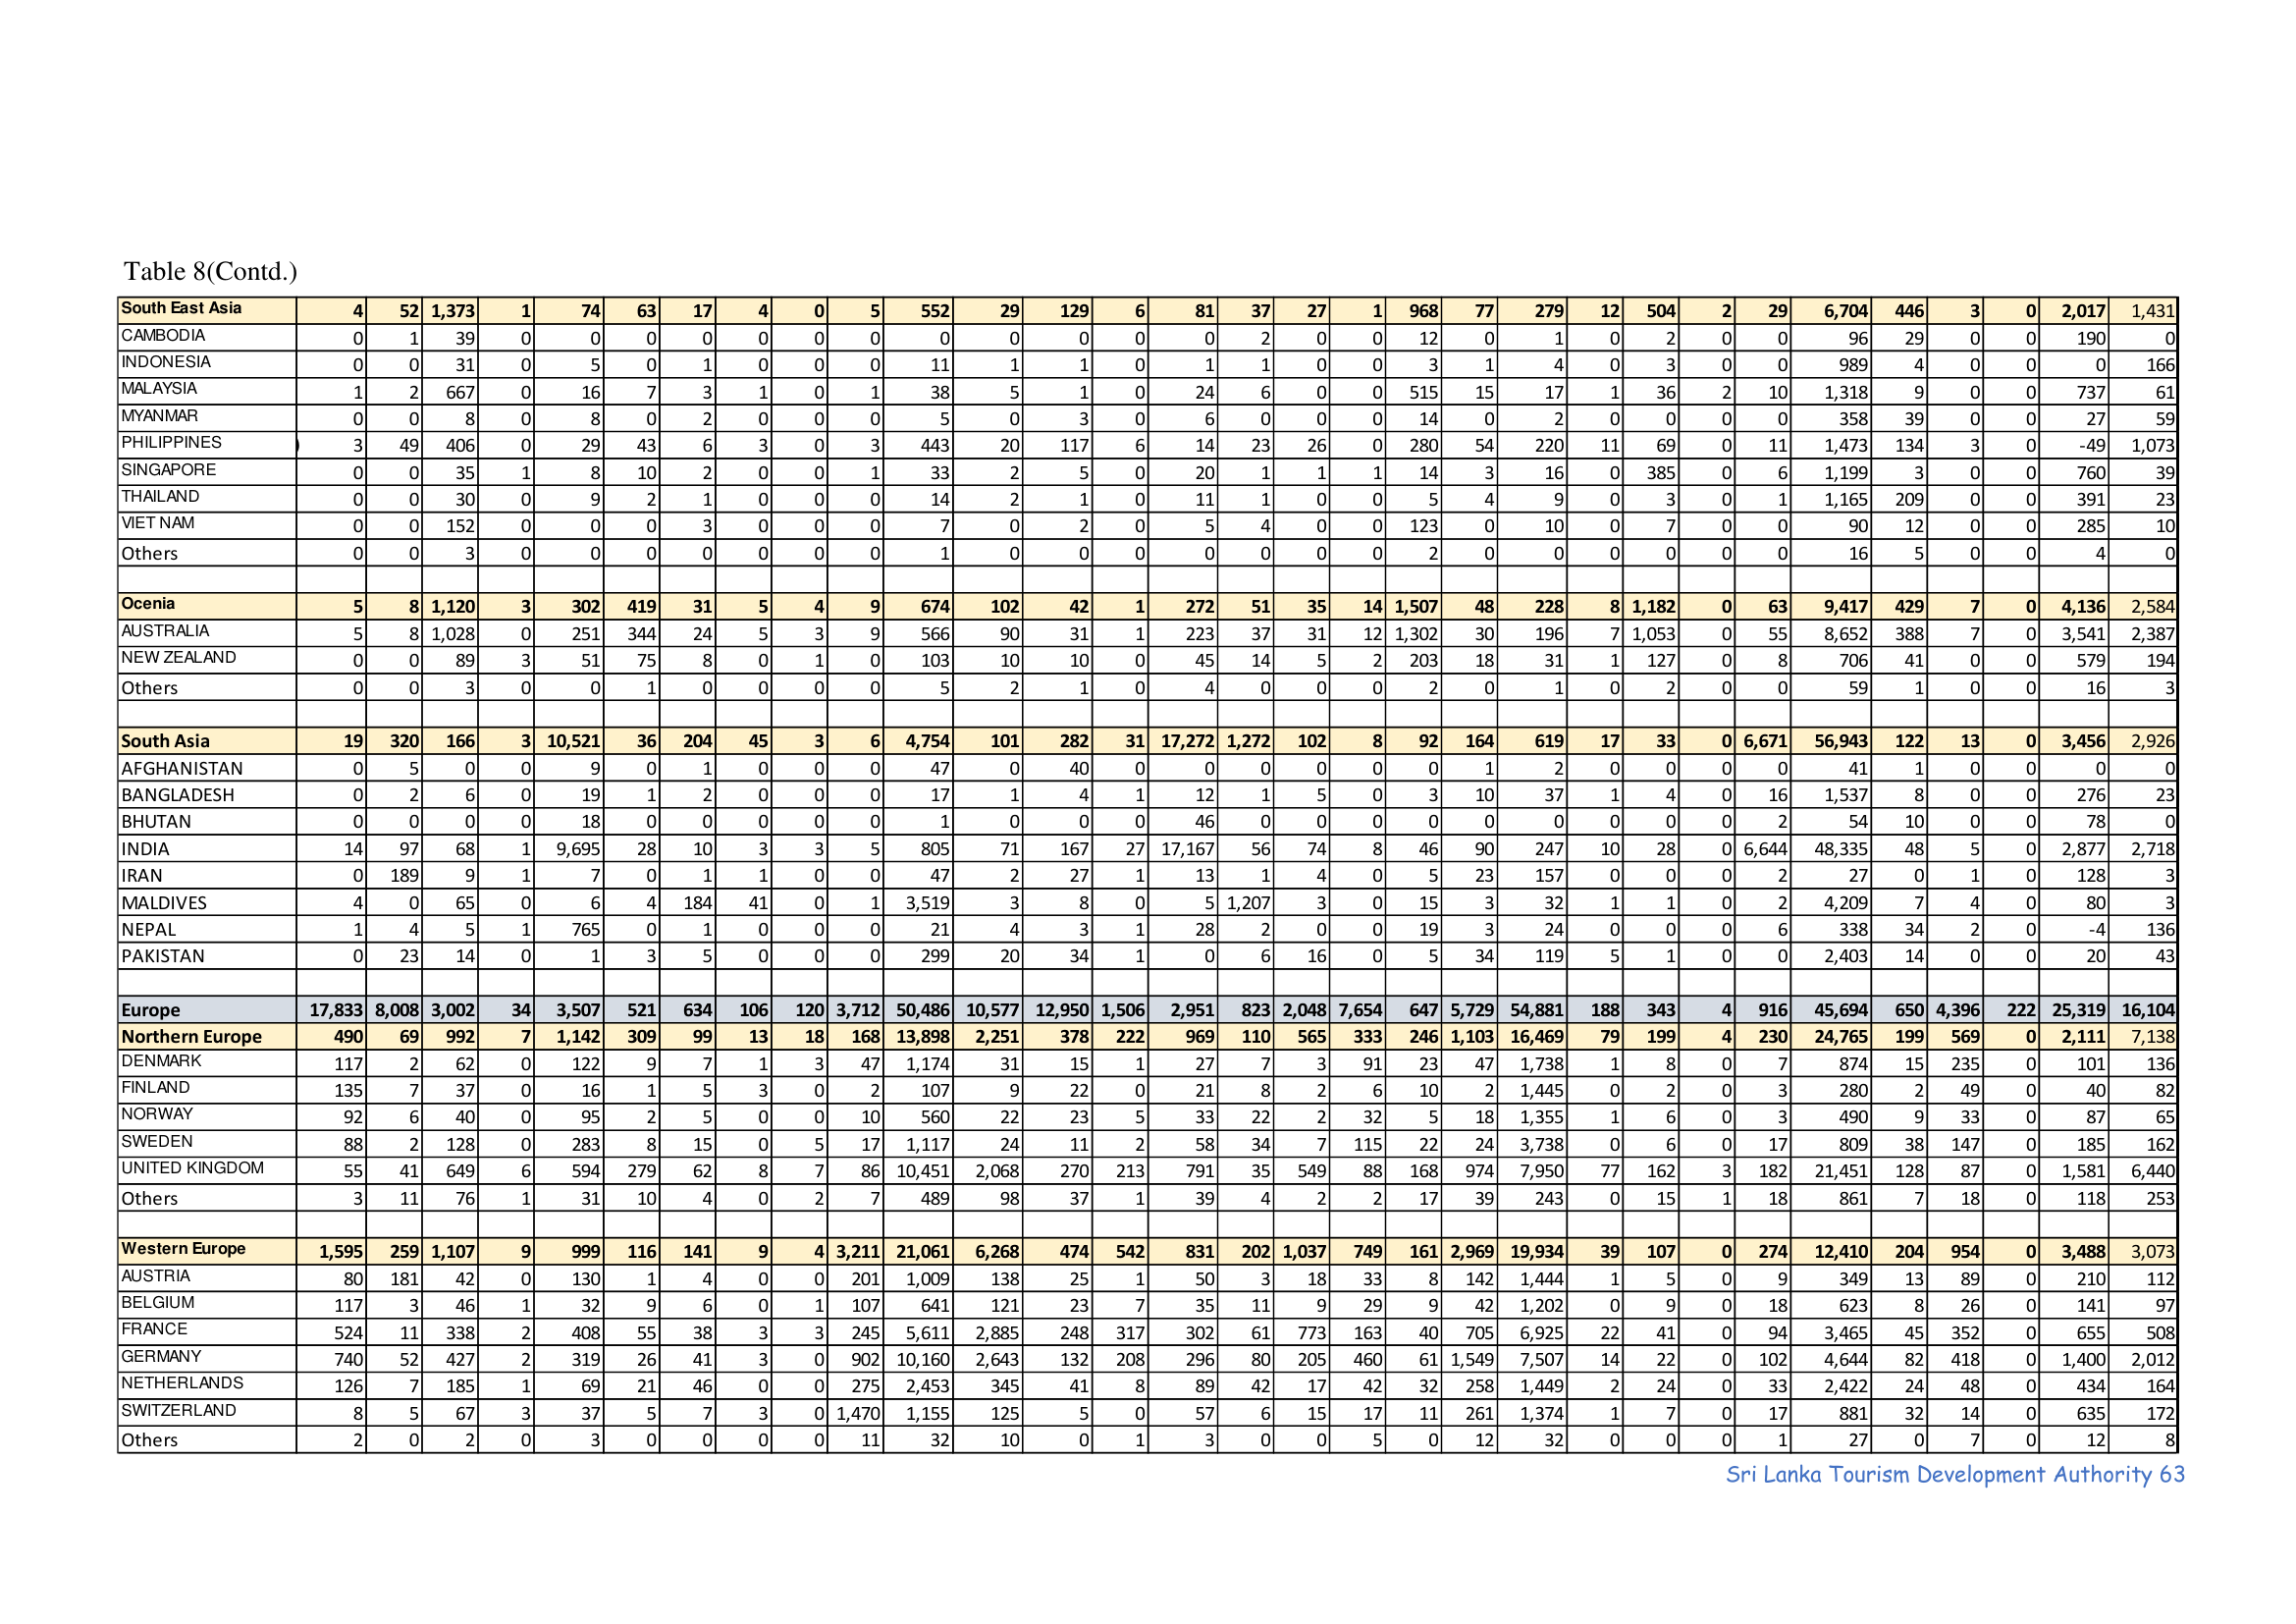 Table 8(Contd.)
South East Asia 4 52 1,373 1 74 63 17 4 0 5 552 29 129 6 81 37 27 1 968 77 279 12 504 2 29 6,704 446 3 0 2,017 1,431
CAMBODIA 0 1 39 0 0 0 0 0 0 0 0 0 0 0 0 2 0 0 12 0 1 0 2 0 0 96 29 0 0 190 0
INDONESIA 0 0 31 0 5 0 1 0 0 0 11 1 1 0 1 1 0 0 3 1 4 0 3 0 0 989 4 0 0 0 166
MALAYSIA 1 2 667 0 16 7 3 1 0 1 38 5 1 0 24 6 0 0 515 15 17 1 36 2 10 1,318 9 0 0 737 61
MYANMAR 0 0 8 0 8 0 2 0 0 0 5 0 3 0 6 0 0 0 14 0 2 0 0 0 0 358 39 0 0 27 59
PHILIPPINES ) 3 49 406 0 29 43 6 3 0 3 443 20 117 6 14 23 26 0 280 54 220 11 69 0 11 1,473 134 3 0 -49 1,073
SINGAPORE 0 0 35 1 8 10 2 0 0 1 33 2 5 0 20 1 1 1 14 3 16 0 385 0 6 1,199 3 0 0 760 39
THAILAND 0 0 30 0 9 2 1 0 0 0 14 2 1 0 11 1 0 0 5 4 9 0 3 0 1 1,165 209 0 0 391 23
VIET NAM 0 0 152 0 0 0 3 0 0 0 7 0 2 0 5 4 0 0 123 0 10 0 7 0 0 90 12 0 0 285 10
Others 0 0 3 0 0 0 0 0 0 0 1 0 0 0 0 0 0 0 2 0 0 0 0 0 0 16 5 0 0 4 0
Ocenia 5 8 1,120 3 302 419 31 5 4 9 674 102 42 1 272 51 35 14 1,507 48 228 8 1,182 0 63 9,417 429 7 0 4,136 2,584
AUSTRALIA 5 8 1,028 0 251 344 24 5 3 9 566 90 31 1 223 37 31 12 1,302 30 196 7 1,053 0 55 8,652 388 7 0 3,541 2,387
NEW ZEALAND 0 0 89 3 51 75 8 0 1 0 103 10 10 0 45 14 5 2 203 18 31 1 127 0 8 706 41 0 0 579 194
Others 0 0 3 0 0 1 0 0 0 0 5 2 1 0 4 0 0 0 2 0 1 0 2 0 0 59 1 0 0 16 3
South Asia 19 320 166 3 10,521 36 204 45 3 6 4,754 101 282 31 17,272 1,272 102 8 92 164 619 17 33 0 6,671 56,943 122 13 0 3,456 2,926
AFGHANISTAN 0 5 0 0 9 0 1 0 0 0 47 0 40 0 0 0 0 0 0 1 2 0 0 0 0 41 1 0 0 0 0
BANGLADESH 0 2 6 0 19 1 2 0 0 0 17 1 4 1 12 1 5 0 3 10 37 1 4 0 16 1,537 8 0 0 276 23
BHUTAN 0 0 0 0 18 0 0 0 0 0 1 0 0 0 46 0 0 0 0 0 0 0 0 0 2 54 10 0 0 78 0
INDIA 14 97 68 1 9,695 28 10 3 3 5 805 71 167 27 17,167 56 74 8 46 90 247 10 28 0 6,644 48,335 48 5 0 2,877 2,718
IRAN 0 189 9 1 7 0 1 1 0 0 47 2 27 1 13 1 4 0 5 23 157 0 0 0 2 27 0 1 0 128 3
MALDIVES 4 0 65 0 6 4 184 41 0 1 3,519 3 8 0 5 1,207 3 0 15 3 32 1 1 0 2 4,209 7 4 0 80 3
NEPAL 1 4 5 1 765 0 1 0 0 0 21 4 3 1 28 2 0 0 19 3 24 0 0 0 6 338 34 2 0 -4 136
PAKISTAN 0 23 14 0 1 3 5 0 0 0 299 20 34 1 0 6 16 0 5 34 119 5 1 0 0 2,403 14 0 0 20 43
Europe 17,833 8,008 3,002 34 3,507 521 634 106 120 3,712 50,486 10,577 12,950 1,506 2,951 823 2,048 7,654 647 5,729 54,881 188 343 4 916 45,694 650 4,396 222 25,319 16,104
Northern Europe 490 69 992 7 1,142 309 99 13 18 168 13,898 2,251 378 222 969 110 565 333 246 1,103 16,469 79 199 4 230 24,765 199 569 0 2,111 7,138
DENMARK 117 2 62 0 122 9 7 1 3 47 1,174 31 15 1 27 7 3 91 23 47 1,738 1 8 0 7 874 15 235 0 101 136
FINLAND 135 7 37 0 16 1 5 3 0 2 107 9 22 0 21 8 2 6 10 2 1,445 0 2 0 3 280 2 49 0 40 82
NORWAY 92 6 40 0 95 2 5 0 0 10 560 22 23 5 33 22 2 32 5 18 1,355 1 6 0 3 490 9 33 0 87 65
SWEDEN 88 2 128 0 283 8 15 0 5 17 1,117 24 11 2 58 34 7 115 22 24 3,738 0 6 0 17 809 38 147 0 185 162
UNITED KINGDOM 55 41 649 6 594 279 62 8 7 86 10,451 2,068 270 213 791 35 549 88 168 974 7,950 77 162 3 182 21,451 128 87 0 1,581 6,440
Others 3 11 76 1 31 10 4 0 2 7 489 98 37 1 39 4 2 2 17 39 243 0 15 1 18 861 7 18 0 118 253
Western Europe 1,595 259 1,107 9 999 116 141 9 4 3,211 21,061 6,268 474 542 831 202 1,037 749 161 2,969 19,934 39 107 0 274 12,410 204 954 0 3,488 3,073
AUSTRIA 80 181 42 0 130 1 4 0 0 201 1,009 138 25 1 50 3 18 33 8 142 1,444 1 5 0 9 349 13 89 0 210 112
BELGIUM 117 3 46 1 32 9 6 0 1 107 641 121 23 7 35 11 9 29 9 42 1,202 0 9 0 18 623 8 26 0 141 97
FRANCE 524 11 338 2 408 55 38 3 3 245 5,611 2,885 248 317 302 61 773 163 40 705 6,925 22 41 0 94 3,465 45 352 0 655 508
GERMANY 740 52 427 2 319 26 41 3 0 902 10,160 2,643 132 208 296 80 205 460 61 1,549 7,507 14 22 0 102 4,644 82 418 0 1,400 2,012
NETHERLANDS 126 7 185 1 69 21 46 0 0 275 2,453 345 41 8 89 42 17 42 32 258 1,449 2 24 0 33 2,422 24 48 0 434 164
SWITZERLAND 8 5 67 3 37 5 7 3 0 1,470 1,155 125 5 0 57 6 15 17 11 261 1,374 1 7 0 17 881 32 14 0 635 172
Others 2 0 2 0 3 0 0 0 0 11 32 10 0 1 3 0 0 5 0 12 32 0 0 0 1 27 0 7 0 12 8
Sri Lanka Tourism Development Authority 63